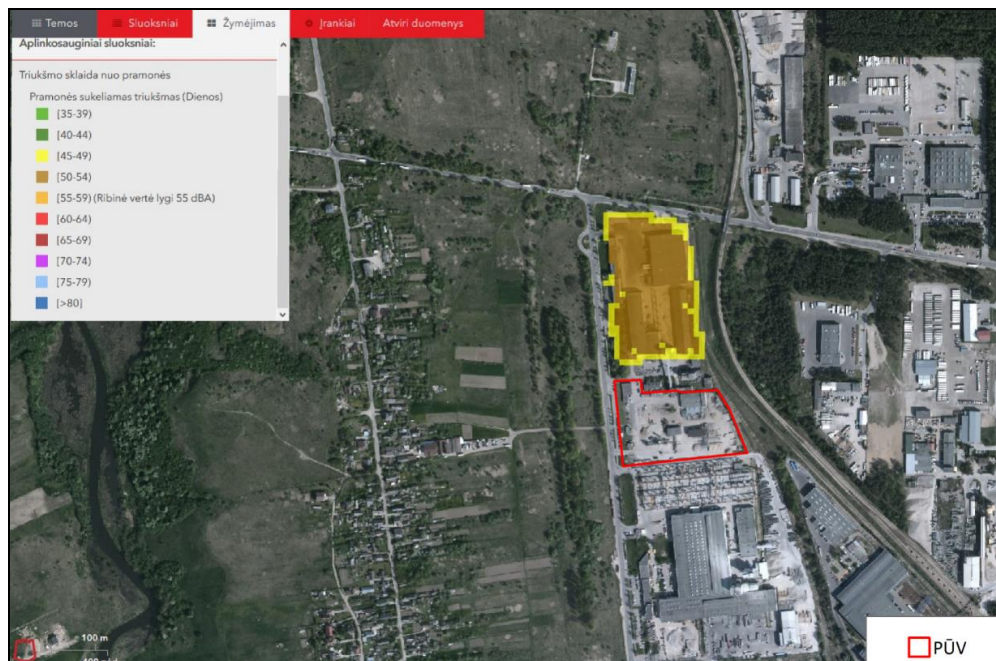 Temos
Sluoksniai
Žymėjimas
Įrankiai
Atviri duomenys
Aplinkosauginiai sluoksniai:
Triukšmo sklaida nuo pramonės
Pramonės sukeliamas triukšmas (Dienos)
[35-39)
[40-44)
[45-49)
[50-54)
[55-59) (Ribinė vertė lygi 55 dBA)
[60-64)
[65-69)
[70-74)
[75-79)
[>80]
100 m
PŪV